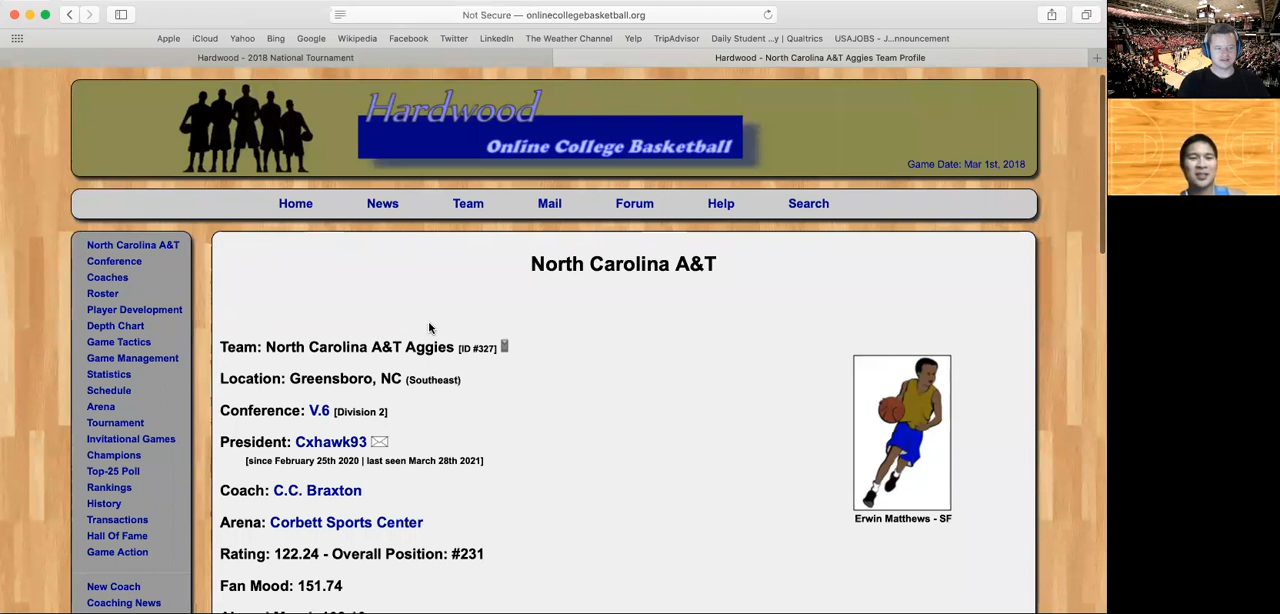 Not Secure — onlinecollegebasketball.org
Apple iCloud Yahoo Bing Google Wikipedia Facebook Twitter LinkedIn The Weather Channel Yelp TripAdvisor Daily Student ...y | Qualtrics USAJOBS - J...nnouncement
Hardwood - 2018 National Tournament Hardwood - North Carolina A&T Aggies Team Profile
Hardwood
Online College Basketball
Game Date: Mar 1st, 2018
Home News Team Mail Forum Help Search
North Carolina A&T
Conference
Coaches
Roster
Player Development
Depth Chart
Game Tactics
Game Management
Statistics
Schedule
Arena
Tournament
Invitational Games
Champions
Top-25 Poll
Rankings
History
Transactions
Hall Of Fame
Game Action
New Coach
Coaching News
North Carolina A&T
Team: North Carolina A&T Aggies [ID #327]
Location: Greensboro, NC (Southeast)
Conference: V.6 [Division 2]
President: Cxhawk93
[since February 25th 2020 | last seen March 28th 2021]
Coach: C.C. Braxton
Arena: Corbett Sports Center
Rating: 122.24 - Overall Position: #231
Fan Mood: 151.74
Erwin Matthews - SF